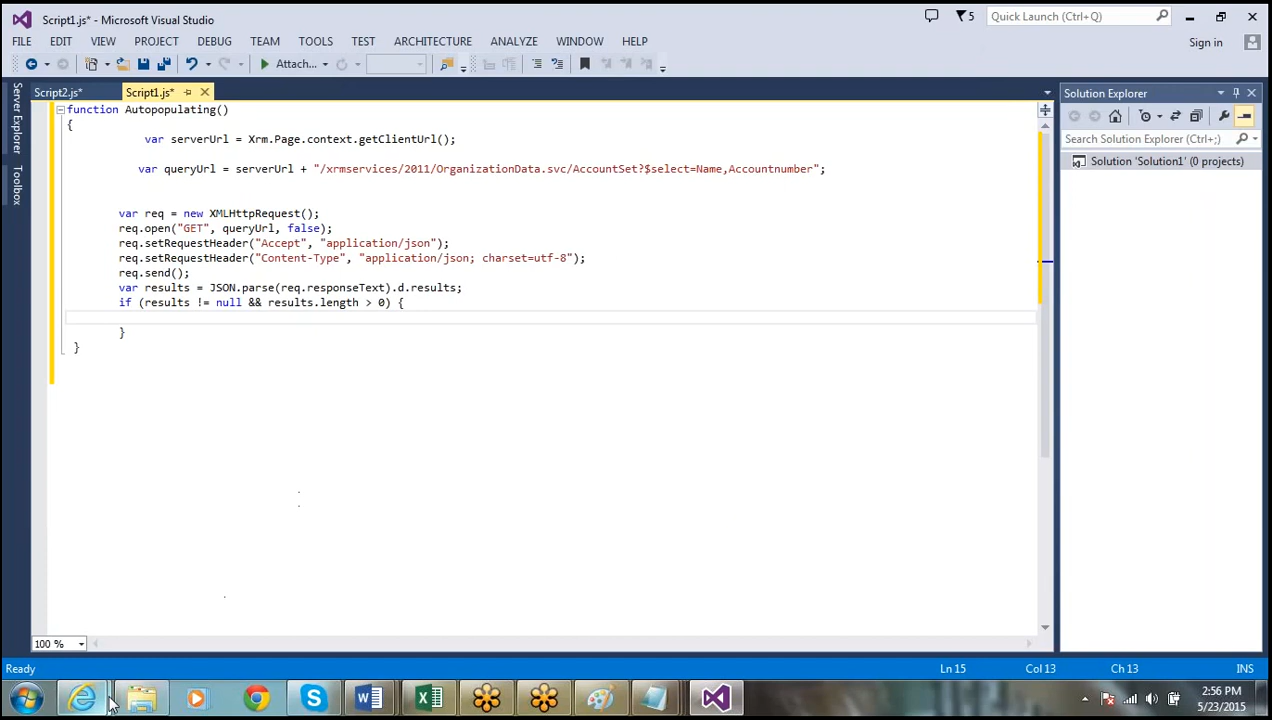 Script1.js* - Microsoft Visual Studio
5
Quick Launch (Ctrl+Q)
FILE EDIT VIEW PROJECT DEBUG TEAM TOOLS TEST ARCHITECTURE ANALYZE WINDOW HELP
Sign in
Attach...
Server Explorer
Toolbox
Script2.js*
Script1.js*
function Autopopulating()
{
var serverUrl = Xrm.Page.context.getClientUrl();
var queryUrl = serverUrl + "/xrmservices/2011/OrganizationData.svc/AccountSet?$select=Name,Accountnumber";
var req = new XMLHttpRequest();
req.open("GET", queryUrl, false);
req.setRequestHeader("Accept", "application/json");
req.setRequestHeader("Content-Type", "application/json; charset=utf-8");
req.send();
var results = JSON.parse(req.responseText).d.results;
if (results != null && results.length > 0) {
}
}
Solution Explorer
Search Solution Explorer (Ctrl+;)
Solution 'Solution1' (0 projects)
100 %
Ready
Ln 15
Col 13
Ch 13
INS
2:56 PM
5/23/2015